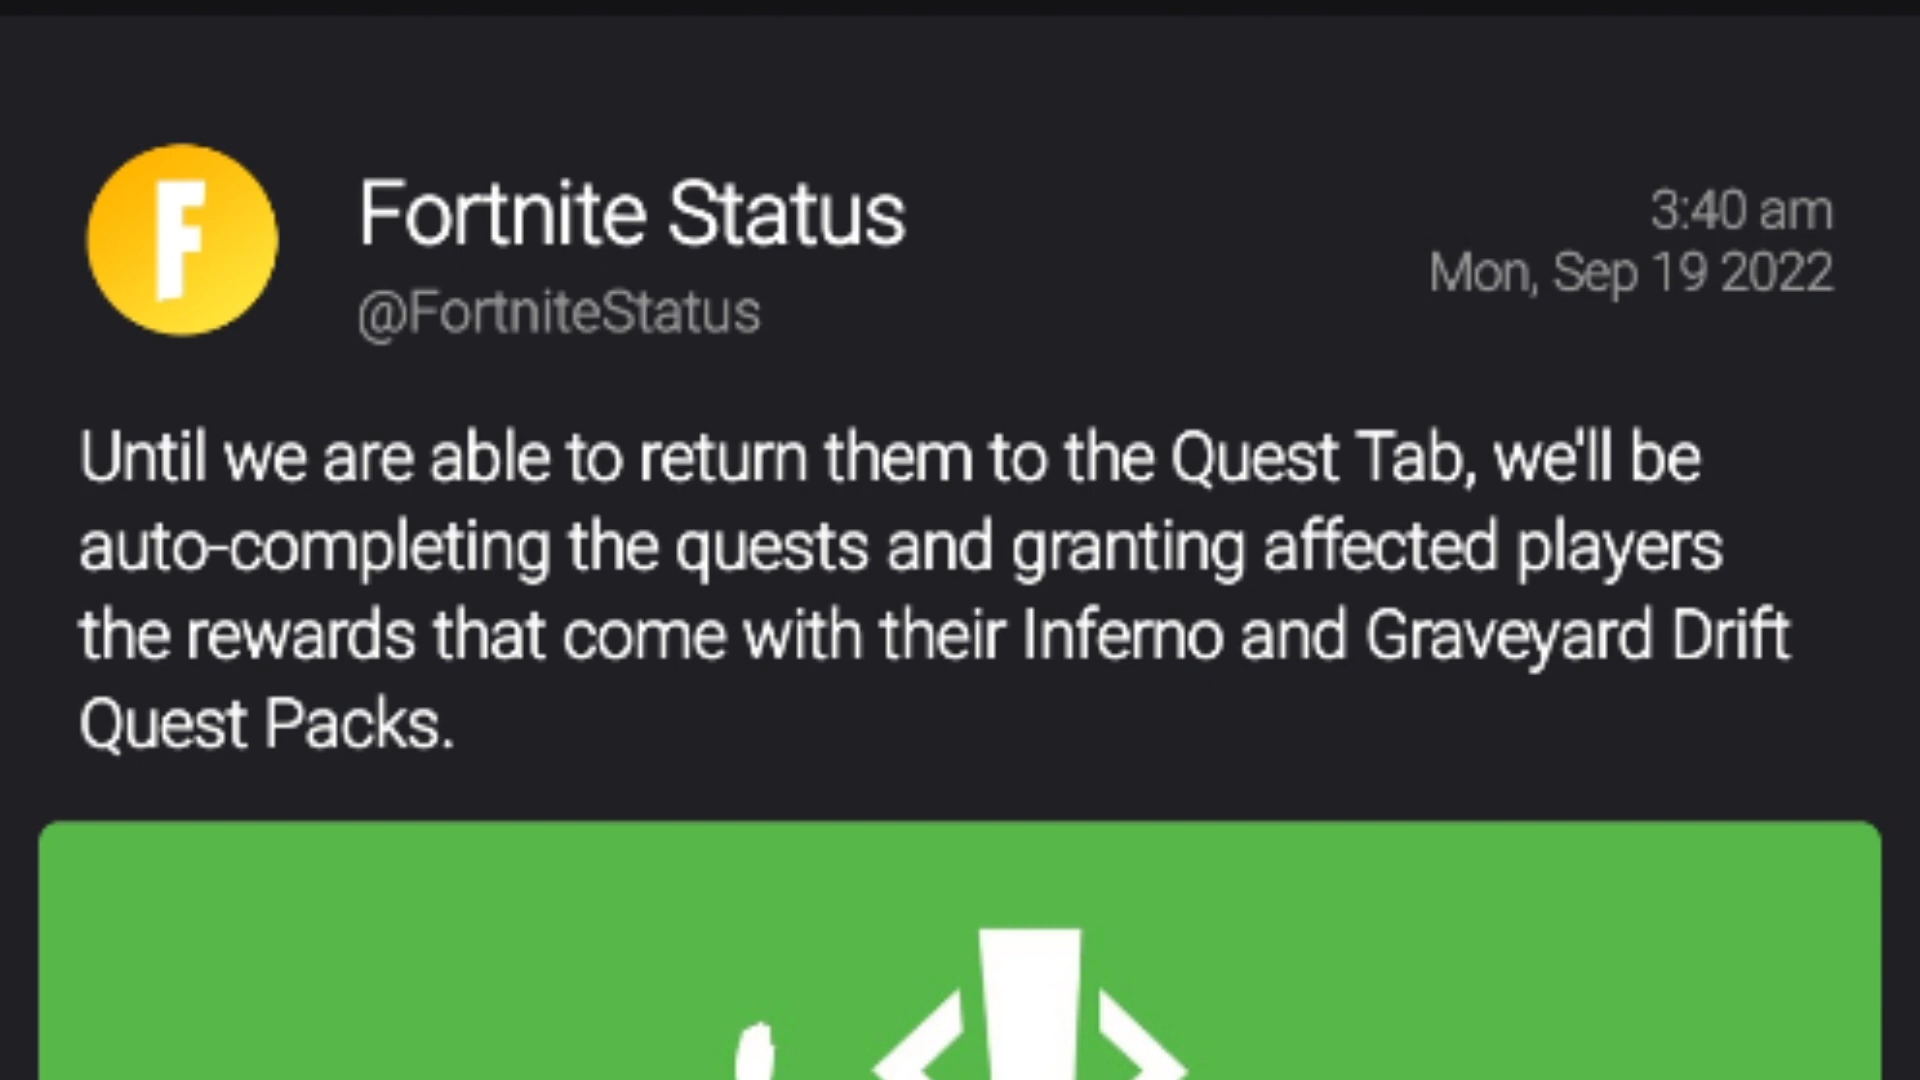 F
Fortnite Status
@FortniteStatus
3:40 am
Mon, Sep 19 2022
Until we are able to return them to the Quest Tab, we'll be
auto-completing the quests and granting affected players
the rewards that come with their Inferno and Graveyard Drift
Quest Packs.